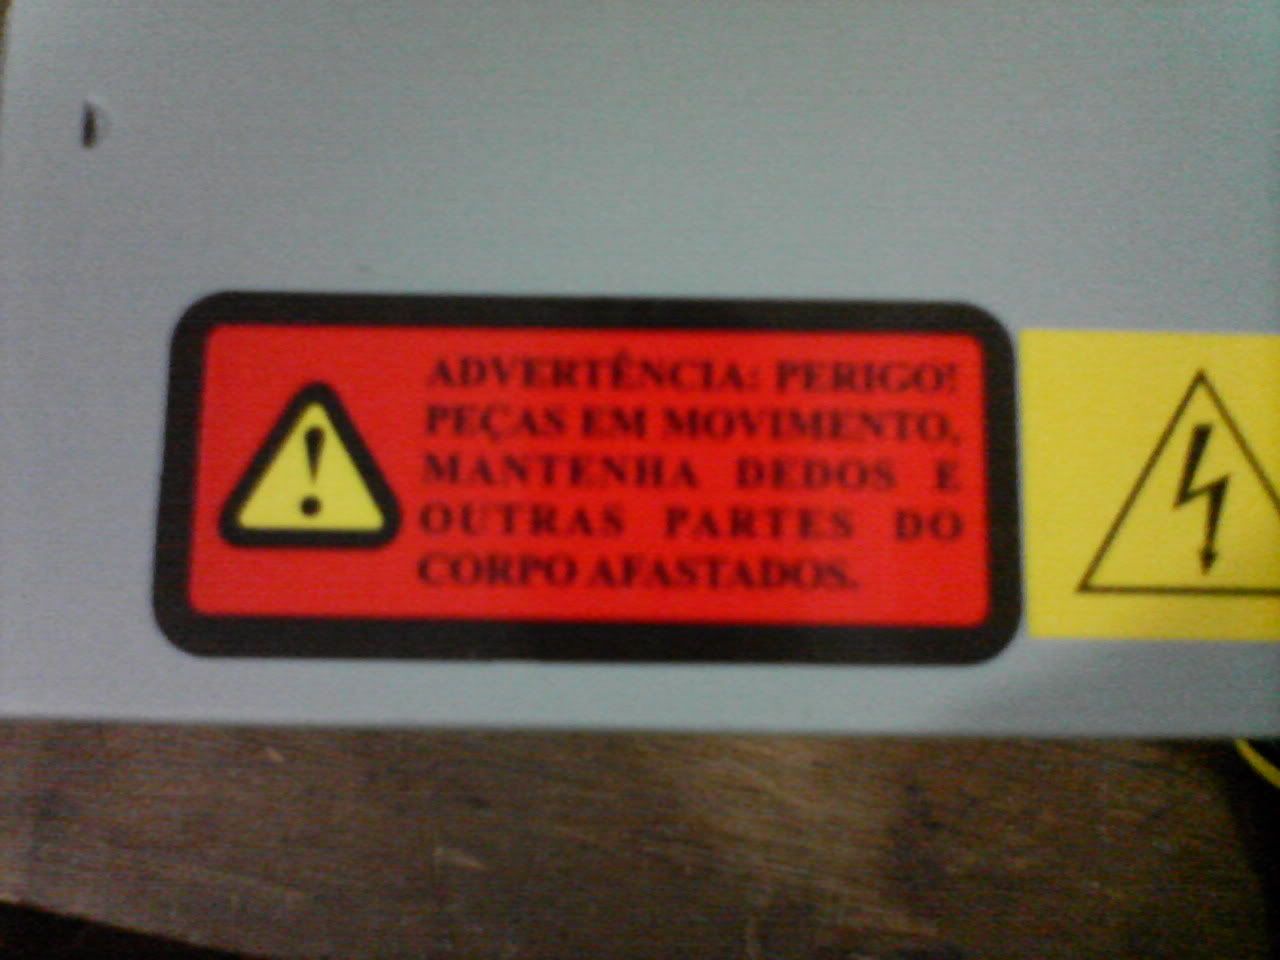 ADVERTÊNCIA: PERIGO!
PEÇAS EM MOVIMENTO,
MANTENHA DEDOS E
OUTRAS PARTES DO
CORPO AFASTADOS.